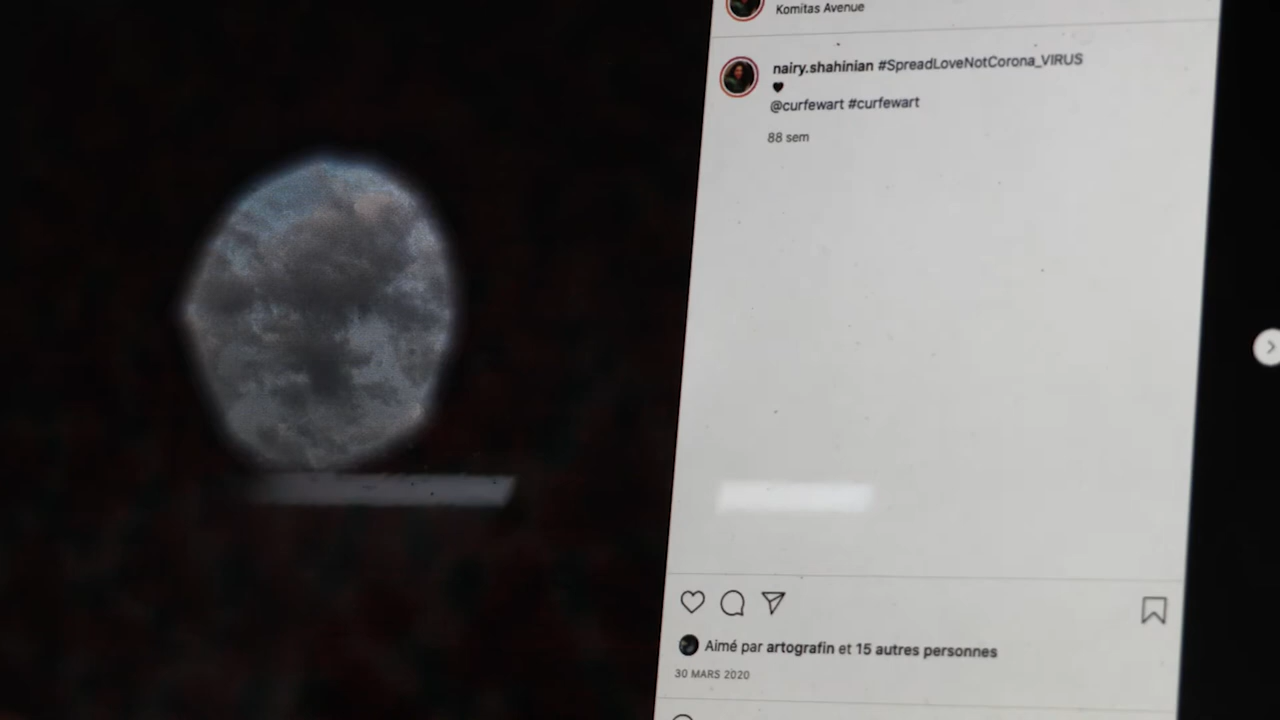 Komitas Avenue
nairy.shahinian #SpreadLoveNotCorona_VIRUS
🖤
@curfewart #curfewart
88 sem
Aimé par artografin et 15 autres personnes
30 MARS 2020